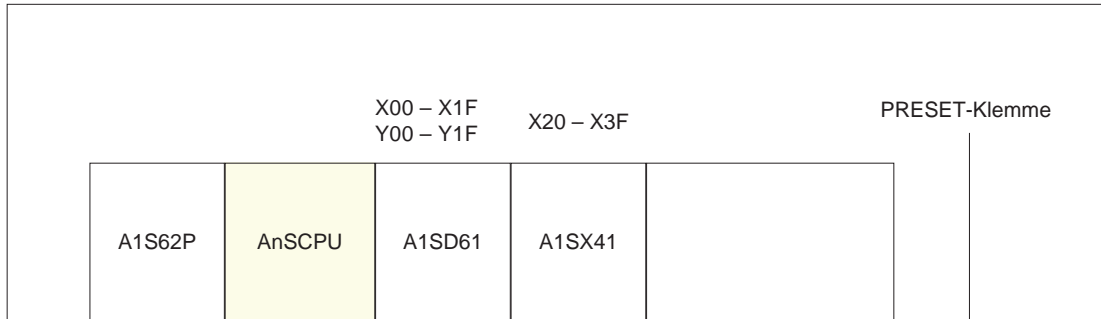 X00 – X1F
Y00 – Y1F
X20 – X3F
PRESET-Klemme
A1S62P
AnSCPU
A1SD61
A1SX41